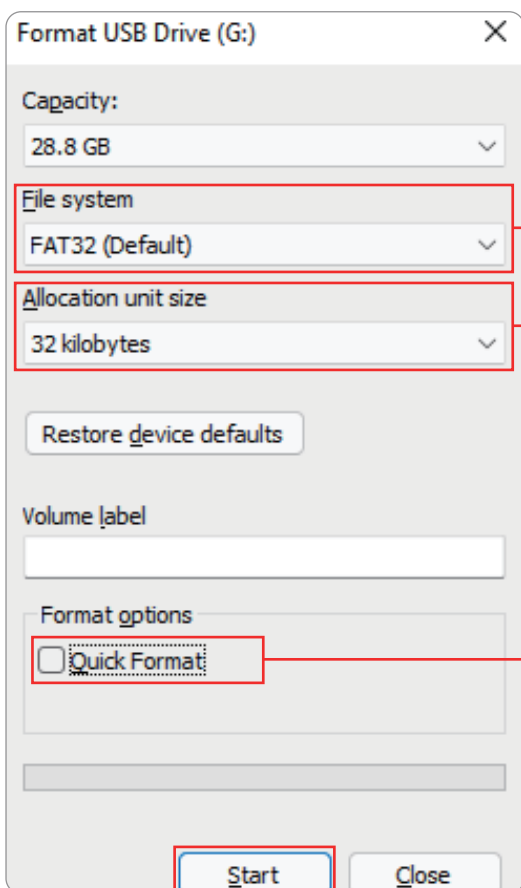 Format USB Drive (G:)
Capacity:
28.8 GB
File system
FAT32 (Default)
Allocation unit size
32 kilobytes
Restore device defaults
Volume label
Format options
Quick Format
Start Close